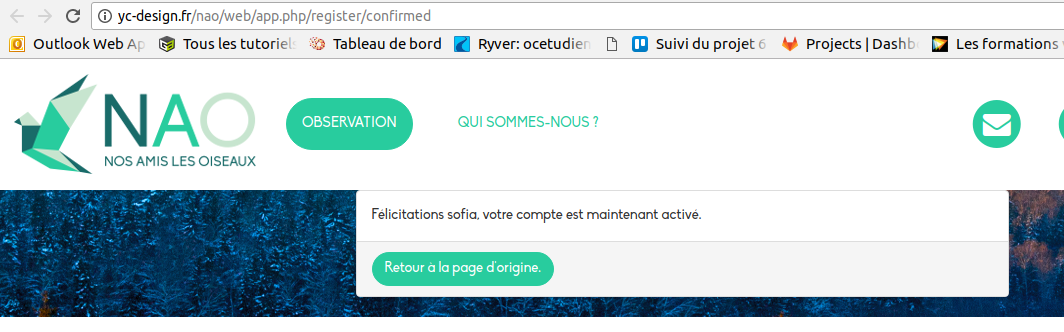 yc-design.fr/nao/web/app.php/register/confirmed
Outlook Web Ap Tous les tutoriels Tableau de bord Ryver: ocetudien Suivi du projet 6 Projects | Dashb Les formations
NAO
NOS AMIS LES OISEAUX
OBSERVATION QUI SOMMES-NOUS ?
Félicitations sofia, votre compte est maintenant activé.
Retour à la page d'origine.